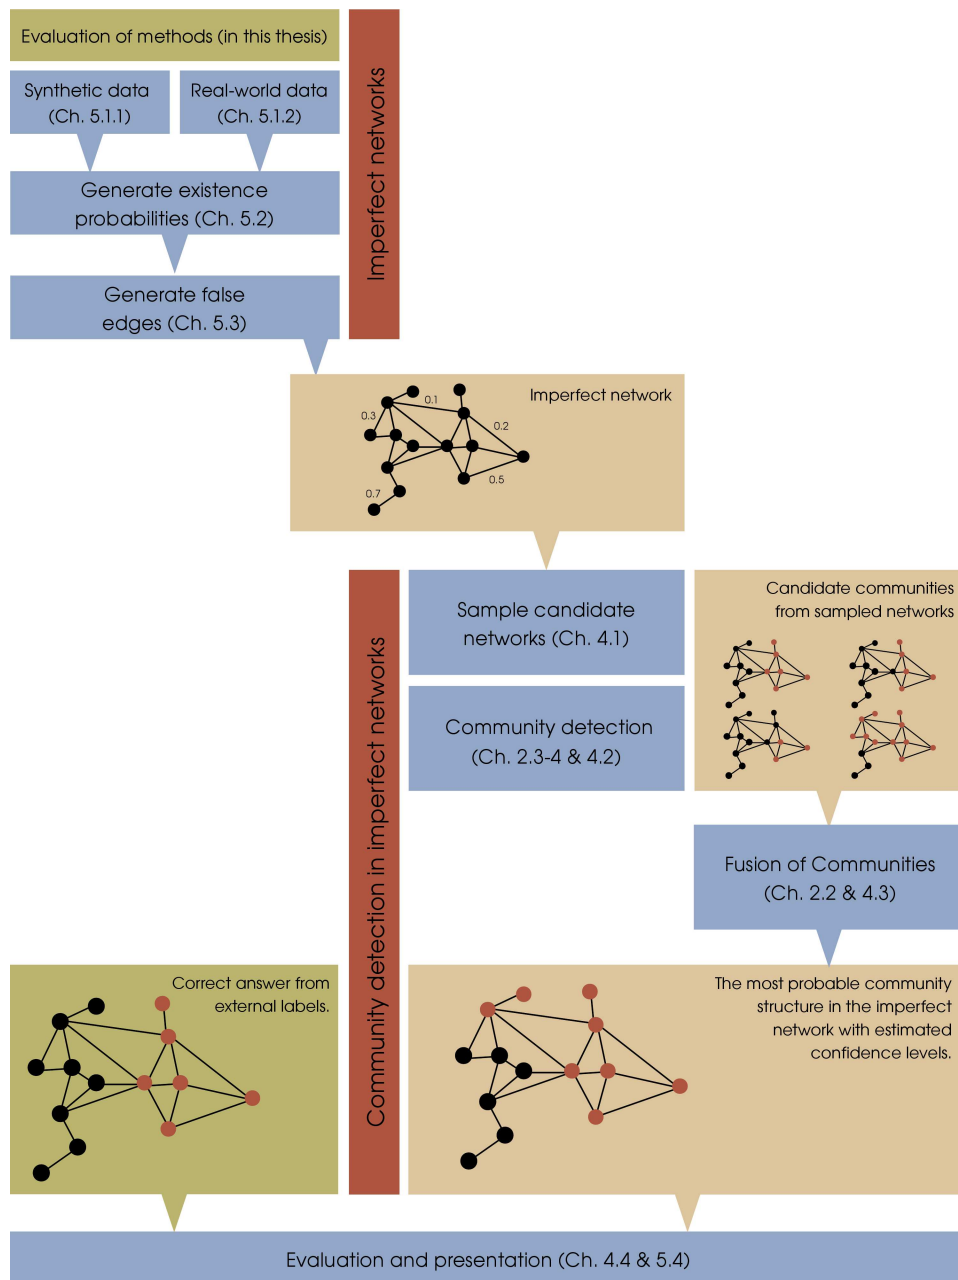 Evaluation of methods (in this thesis)
Synthetic data
(Ch. 5.1.1)
Real-world data
(Ch. 5.1.2)
Generate existence
probabilities (Ch. 5.2)
Generate false
edges (Ch. 5.3)
Imperfect networks
Imperfect network
0.1
0.3
0.2
0.5
0.7
Community detection in imperfect networks
Sample candidate
networks (Ch. 4.1)
Community detection
(Ch. 2.3-4 & 4.2)
Candidate communities
from sampled networks
Fusion of Communities
(Ch. 2.2 & 4.3)
Correct answer from
external labels.
The most probable community
structure in the imperfect
network with estimated
confidence levels.
Evaluation and presentation (Ch. 4.4 & 5.4)